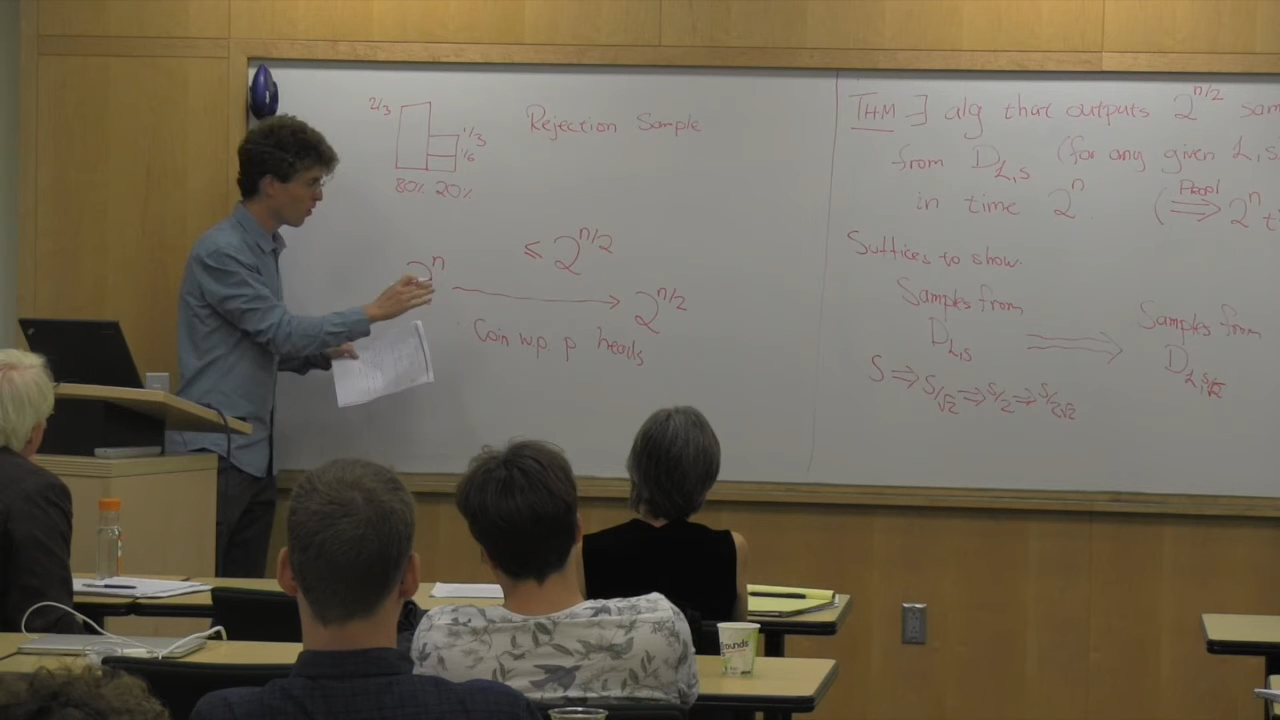 2/3
1/3
1/6
80% 20%
Rejection Sample
2^n
≤ 2^{n/2}
2^{n/2}
Coin w.p. p heads
THM ∃ alg that outputs 2^{n/2} sam
from D_{L,S} (for any given L,S
in time 2^n. (⟹ 2^n t
Proof
Suffices to show.
Samples from
D_{L,S}
⟹
Samples from
D_{L,S/√2}
S ⇒ S/√2 ⇒ S/2 ⇒ S/2√2
rounds